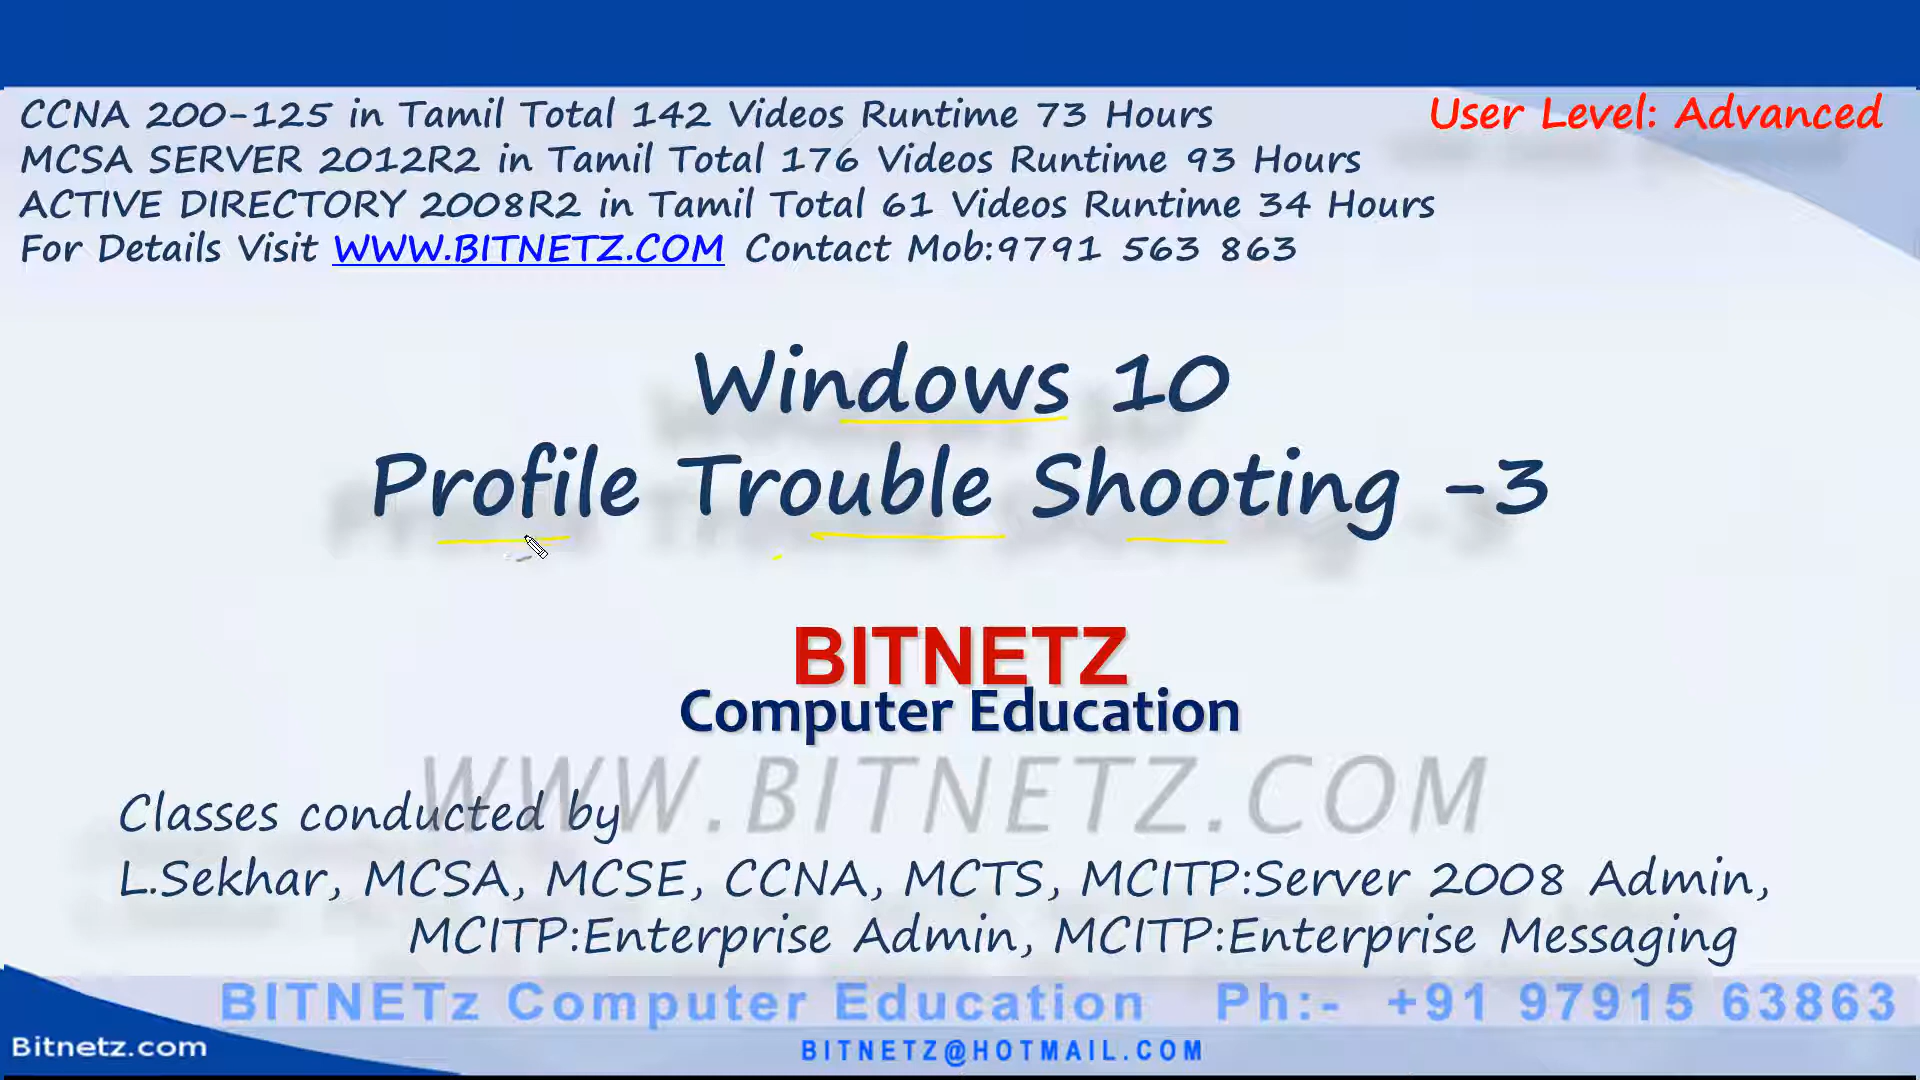 CCNA 200-125 in Tamil Total 142 Videos Runtime 73 Hours
User Level: Advanced
MCSA SERVER 2012R2 in Tamil Total 176 Videos Runtime 93 Hours
ACTIVE DIRECTORY 2008R2 in Tamil Total 61 Videos Runtime 34 Hours
For Details Visit WWW.BITNETZ.COM Contact Mob:9791 563 863
Windows 10
Profile Trouble Shooting -3
BITNETZ
Computer Education
WWW.BITNETZ.COM
Classes conducted by
L.Sekhar, MCSA, MCSE, CCNA, MCTS, MCITP:Server 2008 Admin,
MCITP:Enterprise Admin, MCITP:Enterprise Messaging
BITNETz Computer Education Ph:- +91 97915 63863
Bitnetz.com
BITNETZ@HOTMAIL.COM